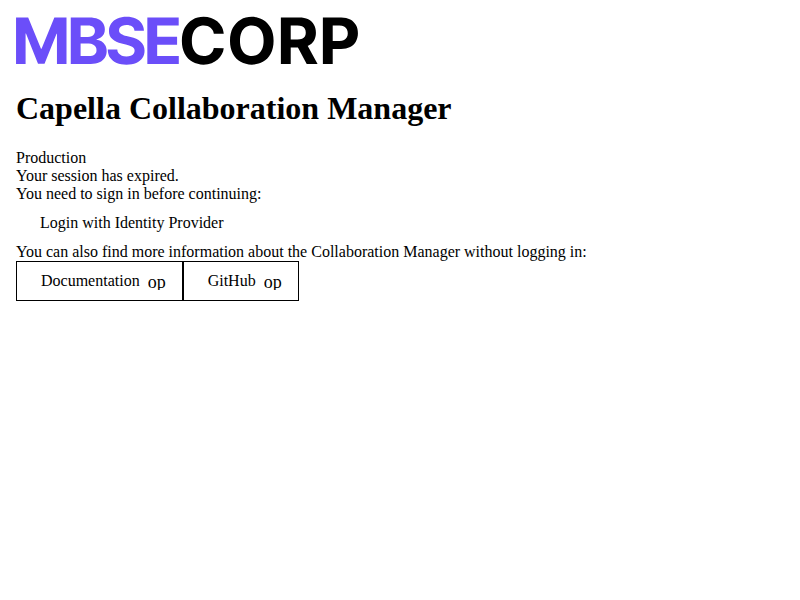 MBSECORP
Capella Collaboration Manager
Production
Your session has expired.
You need to sign in before continuing:
Login with Identity Provider
You can also find more information about the Collaboration Manager without logging in:
Documentation op GitHub op